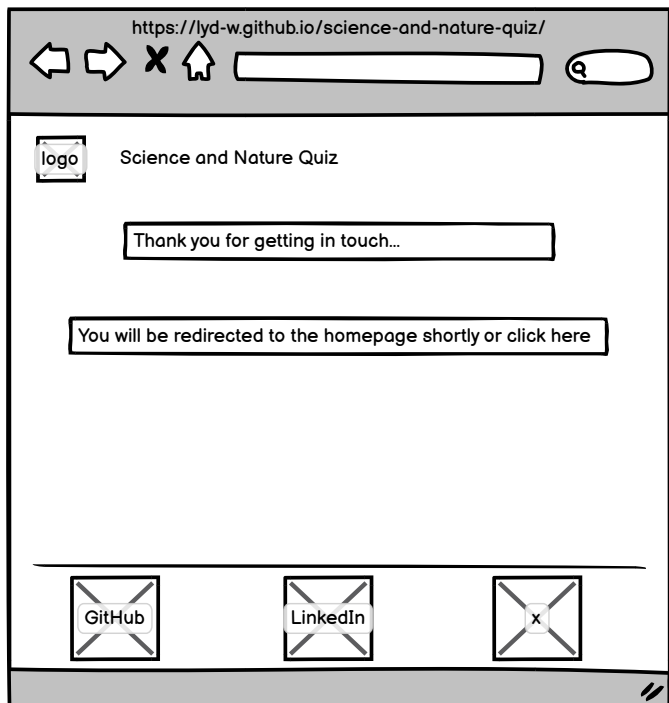 https://lyd-w.github.io/science-and-nature-quiz/
logo
Science and Nature Quiz
Thank you for getting in touch...
You will be redirected to the homepage shortly or click here
GitHub
LinkedIn
x